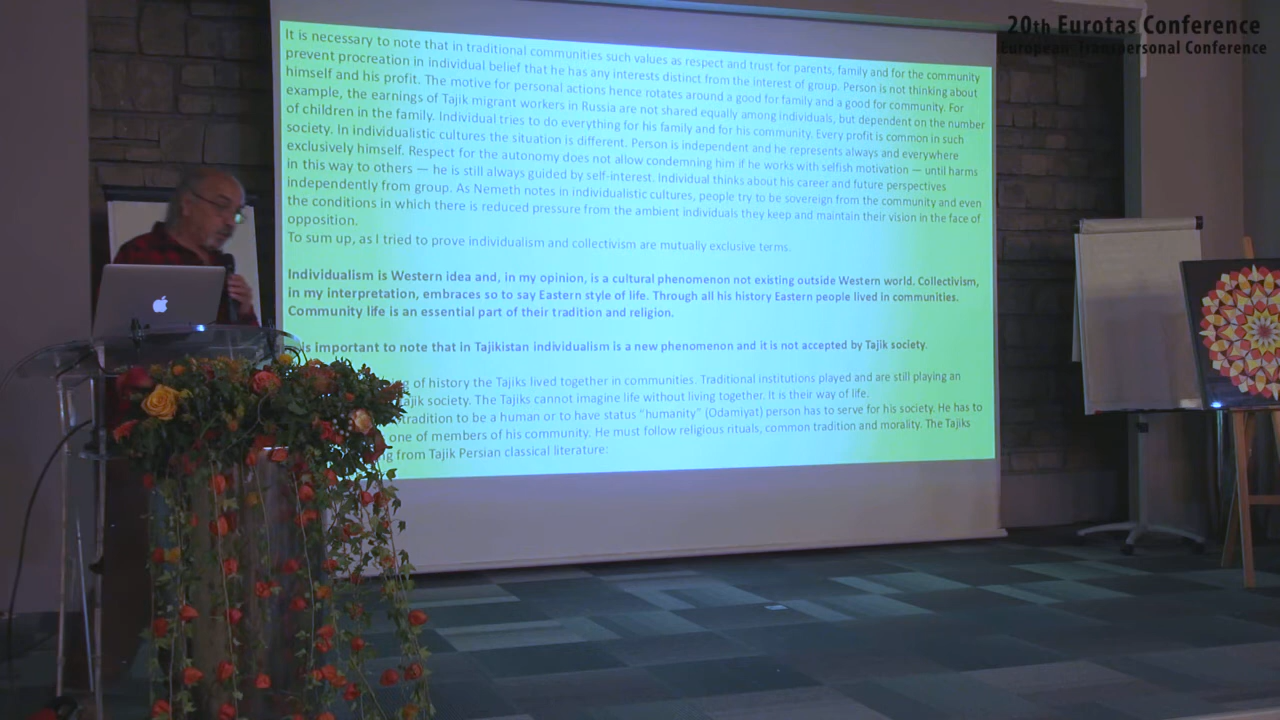 20th Eurotas Conference
European Transpersonal Conference
It is necessary to note that in traditional communities such values as respect and trust for parents, family and for the community
prevent procreation in individual belief that he has any interests distinct from the interest of group. Person is not thinking about
himself and his profit. The motive for personal actions hence rotates around a good for family and a good for community. For
example, the earnings of Tajik migrant workers in Russia are not shared equally among individuals, but dependent on the number
of children in the family. Individual tries to do everything for his family and for his community. Every profit is common in such
society. In individualistic cultures the situation is different. Person is independent and he represents always and everywhere
exclusively himself. Respect for the autonomy does not allow condemning him if he works with selfish motivation — until harms
in this way to others — he is still always guided by self-interest. Individual thinks about his career and future perspectives
independently from group. As Nemeth notes in individualistic cultures, people try to be sovereign from the community and even
the conditions in which there is reduced pressure from the ambient individuals they keep and maintain their vision in the face of
opposition.
To sum up, as I tried to prove individualism and collectivism are mutually exclusive terms.
Individualism is Western idea and, in my opinion, is a cultural phenomenon not existing outside Western world. Collectivism,
in my interpretation, embraces so to say Eastern style of life. Through all his history Eastern people lived in communities.
Community life is an essential part of their tradition and religion.
is important to note that in Tajikistan individualism is a new phenomenon and it is not accepted by Tajik society.
of history the Tajiks lived together in communities. Traditional institutions played and are still playing an
society. The Tajiks cannot imagine life without living together. It is their way of life.
tradition to be a human or to have status "humanity" (Odamiyat) person has to serve for his society. He has to
one of members of his community. He must follow religious rituals, common tradition and morality. The Tajiks
from Tajik Persian classical literature: